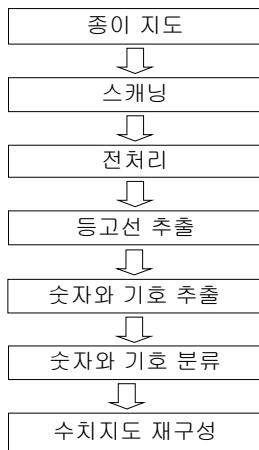 종이 지도
스캐닝
전처리
등고선 추출
숫자와 기호 추출
숫자와 기호 분류
수치지도 재구성